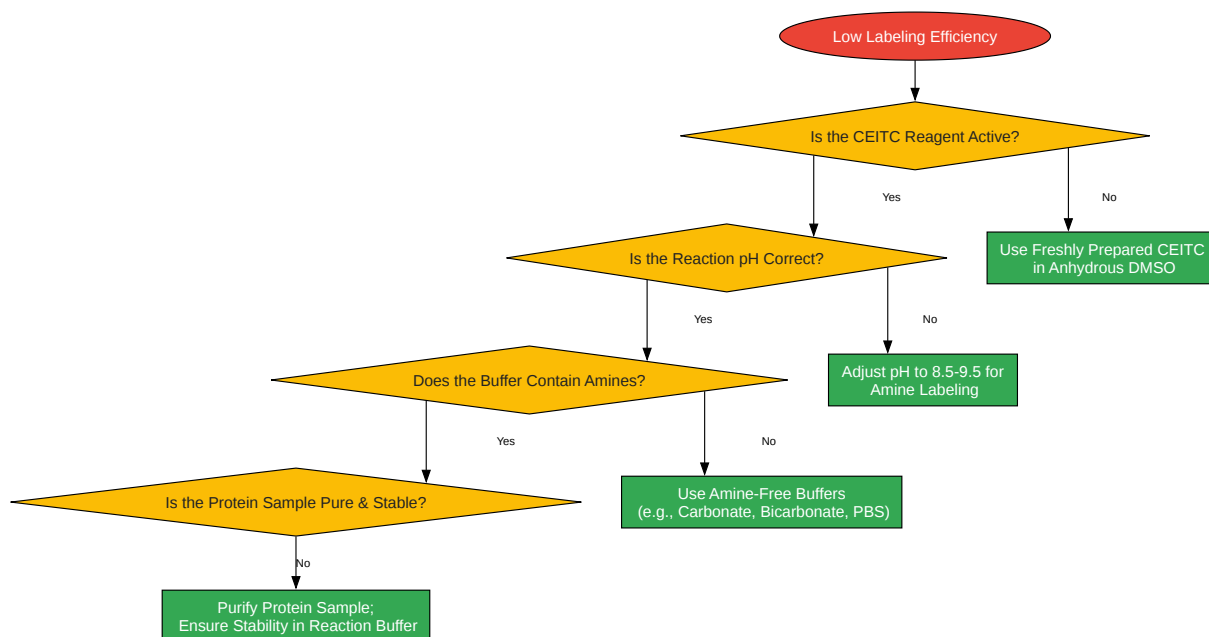 Low Labeling Efficiency
Is the CEITC Reagent Active?
Yes
No
Is the Reaction pH Correct?
Use Freshly Prepared CEITC
in Anhydrous DMSO
Yes
No
Does the Buffer Contain Amines?
Adjust pH to 8.5-9.5 for
Amine Labeling
Yes
No
Is the Protein Sample Pure & Stable?
Use Amine-Free Buffers
(e.g., Carbonate, Bicarbonate, PBS)
No
Purify Protein Sample;
Ensure Stability in Reaction Buffer